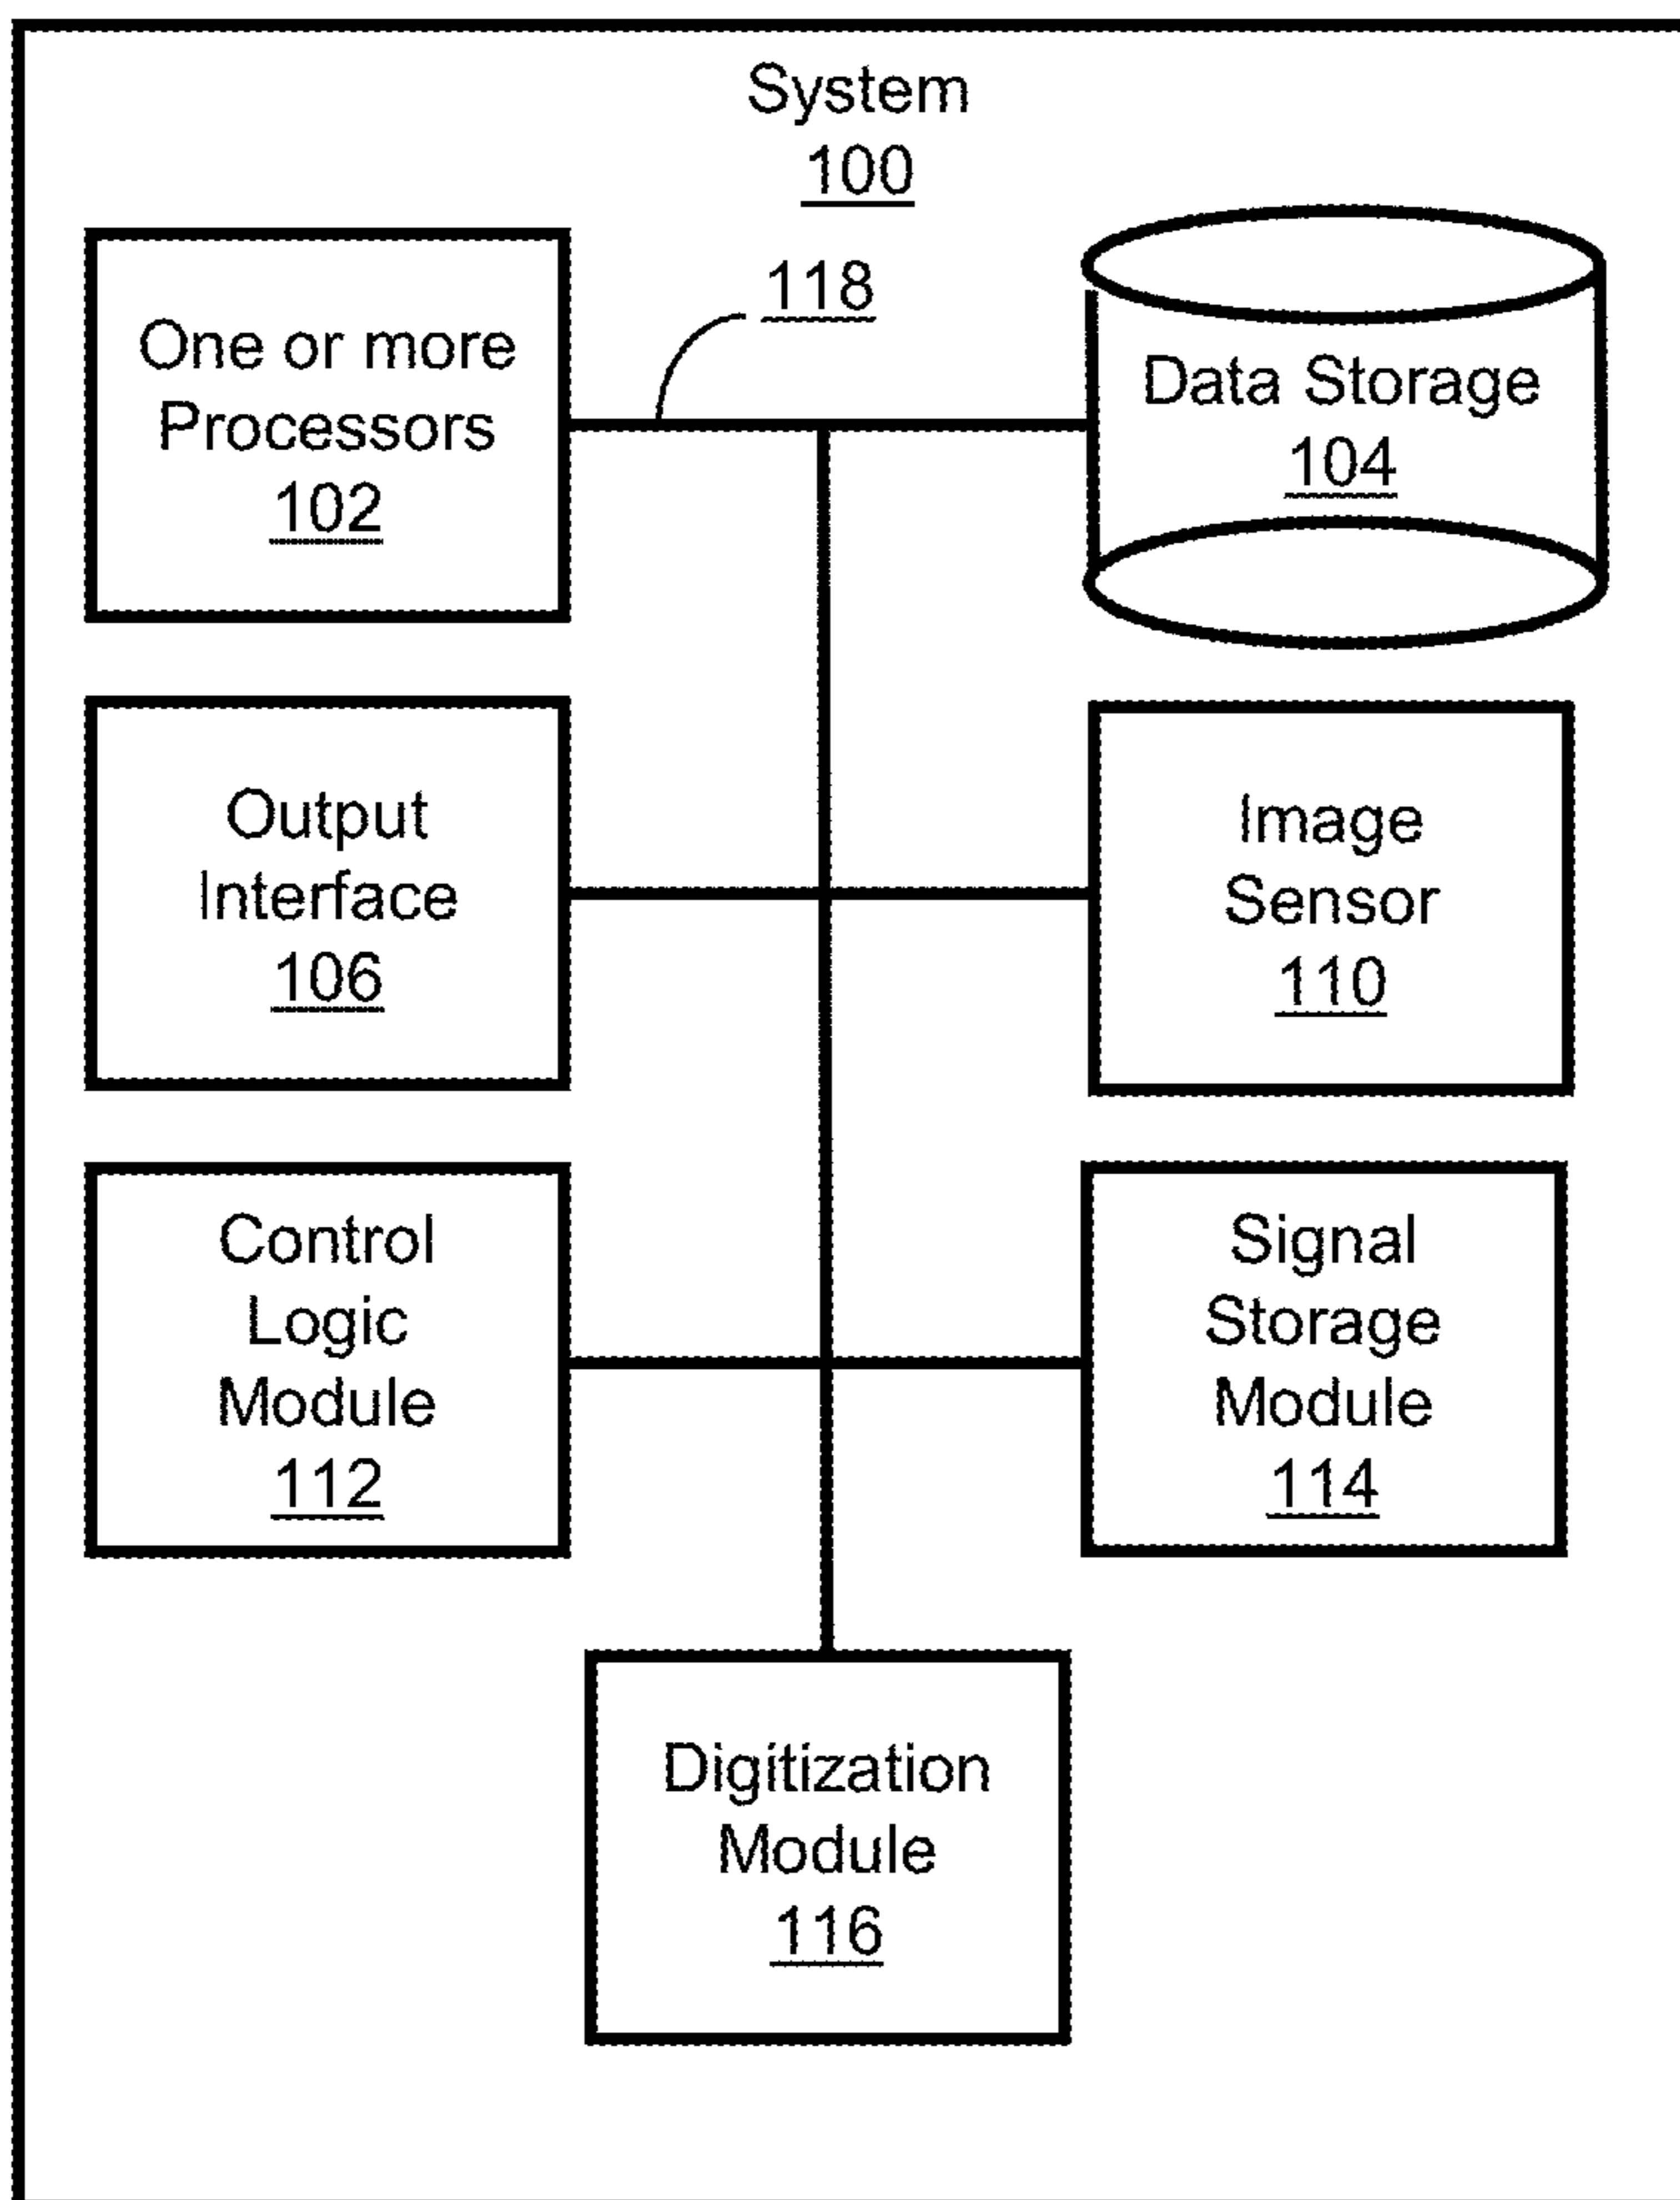 System
100
118
One or more
Processors
102
Data Storage
104
Output
Interface
106
Image
Sensor
110
Control
Logic
Module
112
Signal
Storage
Module
114
Digitization
Module
116